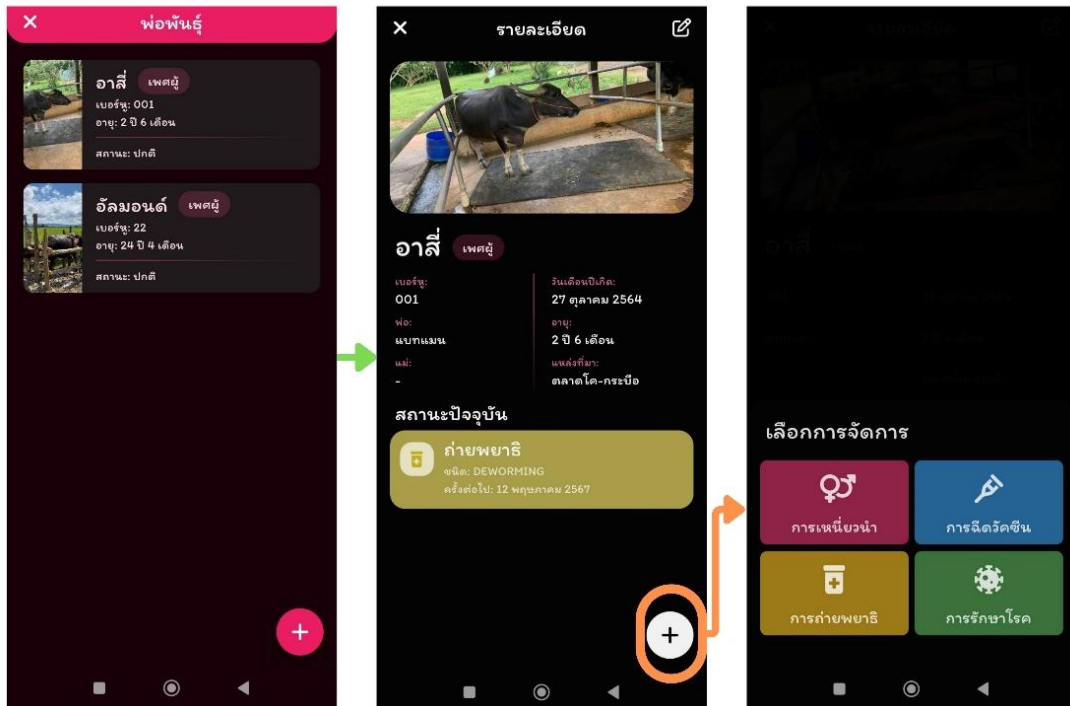 พ่อพันธุ์
อาสี่ เพศผู้
เบอร์หู: 001
อายุ: 2 ปี 6 เดือน
สถานะ: ปกติ
อัลมอนด์ เพศผู้
เบอร์หู: 22
อายุ: 24 ปี 4 เดือน
สถานะ: ปกติ
รายละเอียด
อาสี่ เพศผู้
เบอร์หู:
001
วันเดือนปีเกิด:
27 ตุลาคม 2564
พ่อ:
แบทแมน
อายุ:
2 ปี 6 เดือน
แม่:
-
แหล่งที่มา:
ตลาดโค-กระบือ
สถานะปัจจุบัน
ถ่ายพยาธิ
ชนิด: DEWORMING
ครั้งต่อไป: 12 พฤษภาคม 2567
รายละเอียด
อาสี่
เลือกการจัดการ
การเหนี่ยวนำ
การฉีดวัคซีน
การถ่ายพยาธิ
การรักษาโรค